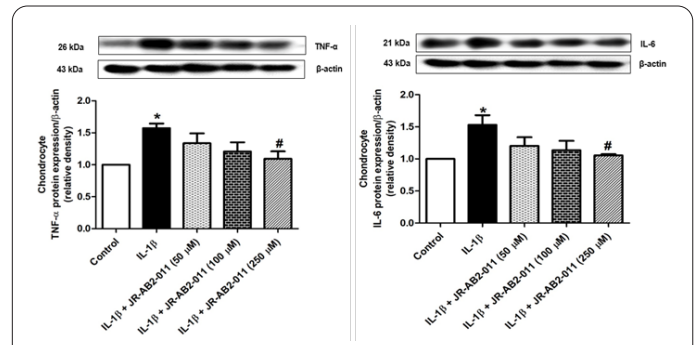 26 kDa
TNF-α
43 kDa
β-actin
Chondrocyte
TNF-α protein expression/β-actin
(relative density)
2.0
1.5
1.0
0.5
0.0
*
#
Control
IL-1β
IL-1β + JR-AB2-011 (50 μM)
IL-1β + JR-AB2-011 (100 μM)
IL-1β + JR-AB2-011 (250 μM)
21 kDa
IL-6
43 kDa
β-actin
Chondrocyte
IL-6 protein expression/β-actin
(relative density)
2.0
1.5
1.0
0.5
0.0
*
#
Control
IL-1β
IL-1β + JR-AB2-011 (50 μM)
IL-1β + JR-AB2-011 (100 μM)
IL-1β + JR-AB2-011 (250 μM)